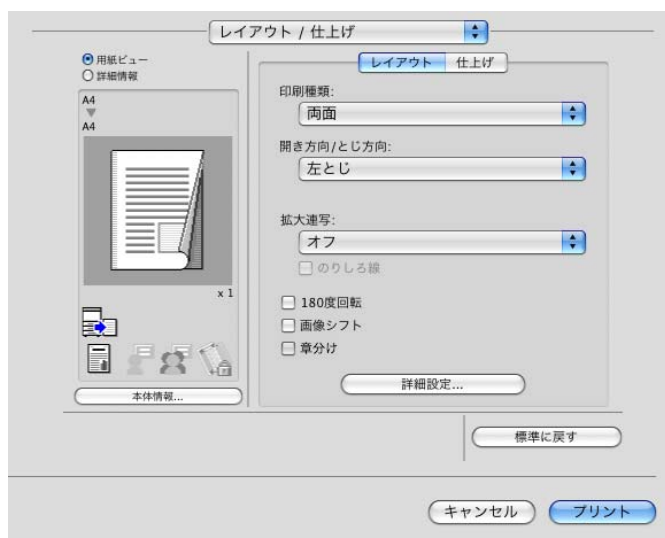 レイアウト / 仕上げ
用紙ビュー
詳細情報
A4
A4
x 1
本体情報...
レイアウト 仕上げ
印刷種類:
両面
開き方向/とじ方向:
左とじ
拡大連写:
オフ
のりしろ線
180度回転
画像シフト
章分け
詳細設定...
標準に戻す
キャンセル プリント